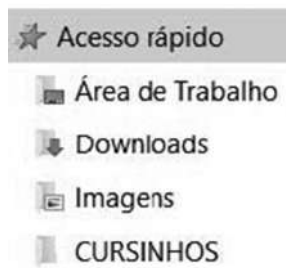 Acesso rápido
Área de Trabalho
Downloads
Imagens
CURSINHOS